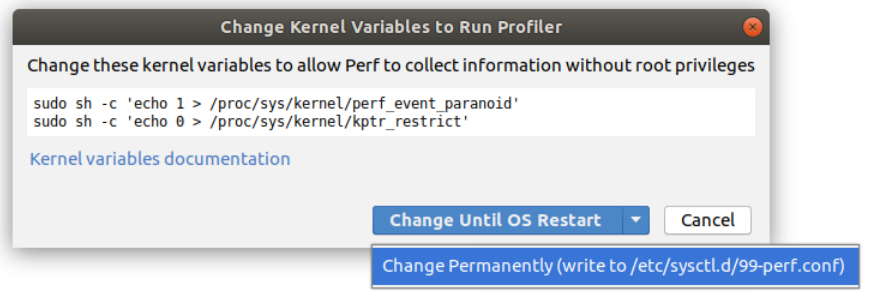 Change Kernel Variables to Run Profiler
Change these kernel variables to allow Perf to collect information without root privileges
sudo sh -c 'echo 1 > /proc/sys/kernel/perf_event_paranoid'
sudo sh -c 'echo 0 > /proc/sys/kernel/kptr_restrict'
Kernel variables documentation
Change Until OS Restart
Cancel
Change Permanently (write to /etc/sysctl.d/99-perf.conf)